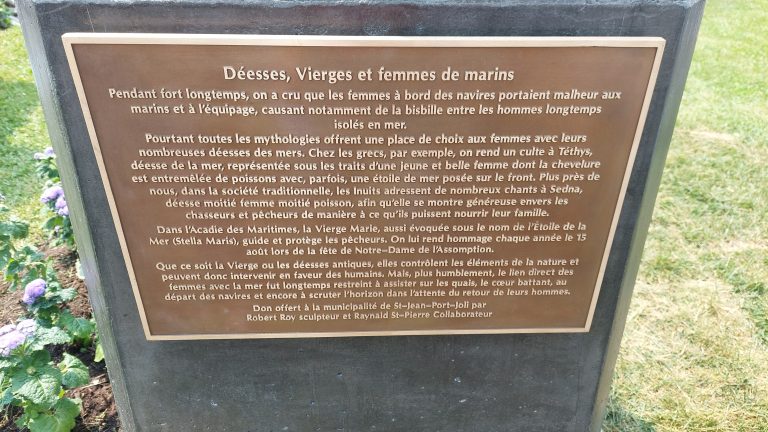 Déesses, Vierges et femmes de marins
Pendant fort longtemps, on a cru que les femmes à bord des navires portaient malheur aux
marins et à l'équipage, causant notamment de la bisbille entre les hommes longtemps
isolés en mer.
Pourtant toutes les mythologies offrent une place de choix aux femmes avec leurs
nombreuses déesses des mers. Chez les grecs, par exemple, on rend un culte à Téthys,
déesse de la mer, représentée sous les traits d'une jeune et belle femme dont la chevelure
est entremêlée de poissons avec, parfois, une étoile de mer posée sur le front. Plus près de
nous, dans la société traditionnelle, les Inuits adressent de nombreux chants à Sedna,
déesse moitié femme moitié poisson, afin qu'elle se montre généreuse envers les
chasseurs et pêcheurs de manière à ce qu'ils puissent nourrir leur famille.
Dans l'Acadie des Maritimes, la Vierge Marie, aussi évoquée sous le nom de l'Étoile de la
Mer (Stella Maris), guide et protège les pêcheurs. On lui rend hommage chaque année le 15
août lors de la fête de Notre-Dame de l'Assomption.
Que ce soit la Vierge ou les déesses antiques, elles contrôlent les éléments de la nature et
peuvent donc intervenir en faveur des humains. Mais, plus humblement, le lien direct des
femmes avec la mer fut longtemps restreint à assister sur les quais, le cœur battant, au
départ des navires et encore à scruter l'horizon dans l'attente du retour de leurs hommes.
Don offert à la municipalité de St-Jean-Port-Joli par
Robert Roy sculpteur et Raynald St-Pierre Collaborateur